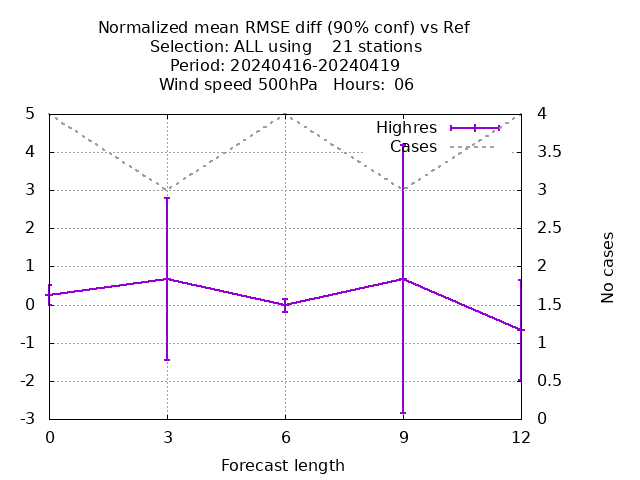 Normalized mean RMSE diff (90% conf) vs Ref
Selection: ALL using    21 stations
Period: 20240416-20240419
Wind speed 500hPa   Hours:  06
Highres
Cases
5
4
3
2
1
0
-1
-2
-3
4
3.5
3
2.5
2
1.5
1
0.5
0
No cases
0 3 6 9 12
Forecast length